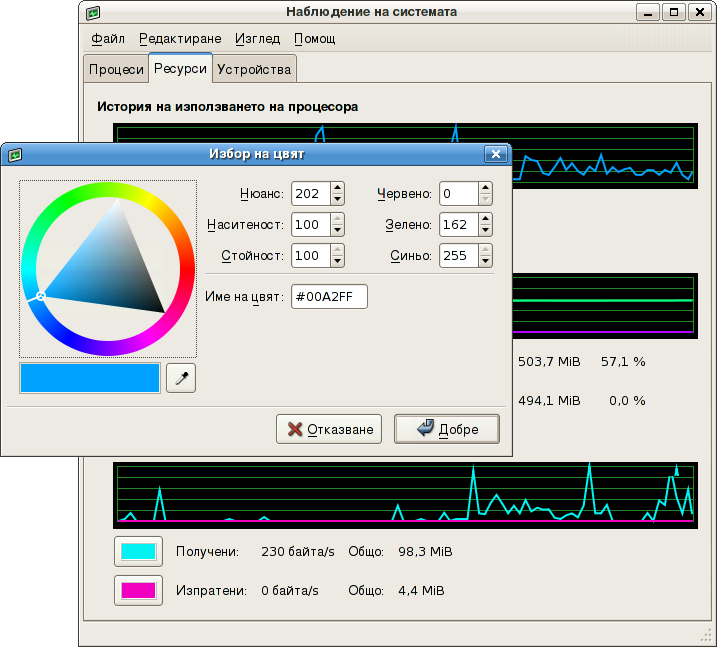 Наблюдение на системата
Файл Редактиране Изглед Помощ
Процеси Ресурси Устройства
История на използването на процесора
Избор на цвят
Нюанс: 202 Червено: 0
Наситеност: 100 Зелено: 162
Стойност: 100 Синьо: 255
Име на цвят: #00A2FF
503,7 MiB 57,1 %
494,1 MiB 0,0 %
Отказване Добре
Получени: 230 байта/s Общо: 98,3 MiB
Изпратени: 0 байта/s Общо: 4,4 MiB